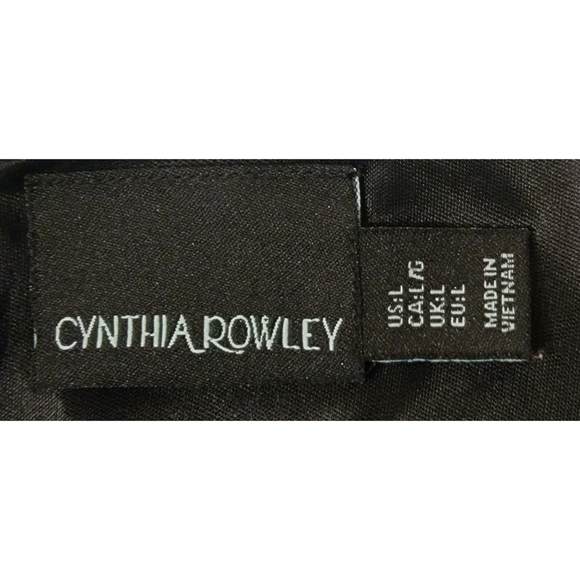 CYNTHIA ROWLEY
US:L
CA:L/G
UK:L
EU:L
MADE IN
VIETNAM